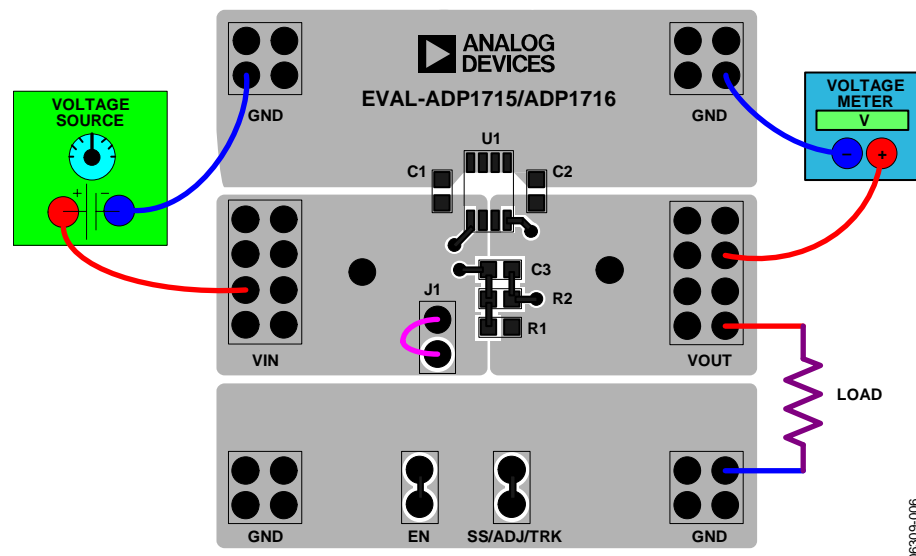 ANALOG
DEVICES
EVAL-ADP1715/ADP1716
GND
GND
VOLTAGE
SOURCE
+
–
VOLTAGE
METER
V
–
+
U1
C1
C2
C3
J1
R2
R1
VIN
VOUT
LOAD
GND
EN
SS/ADJ/TRK
GND